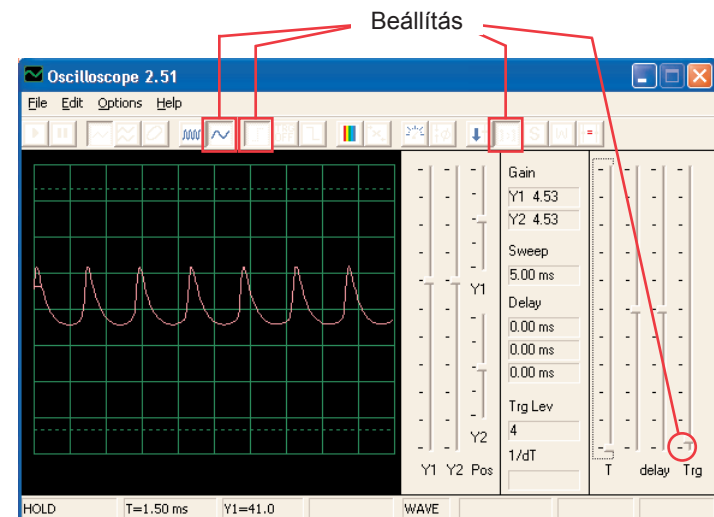 Beállítás
Oscilloscope 2.51
File Edit Options Help
Gain
Y1 4.53
Y2 4.53
Sweep
5.00 ms
Y1
Delay
0.00 ms
0.00 ms
0.00 ms
Trg Lev
4
Y2
1/dT
Y1 Y2 Pos
T delay Trg
HOLD T=1.50 ms Y1=41.0 WAVE